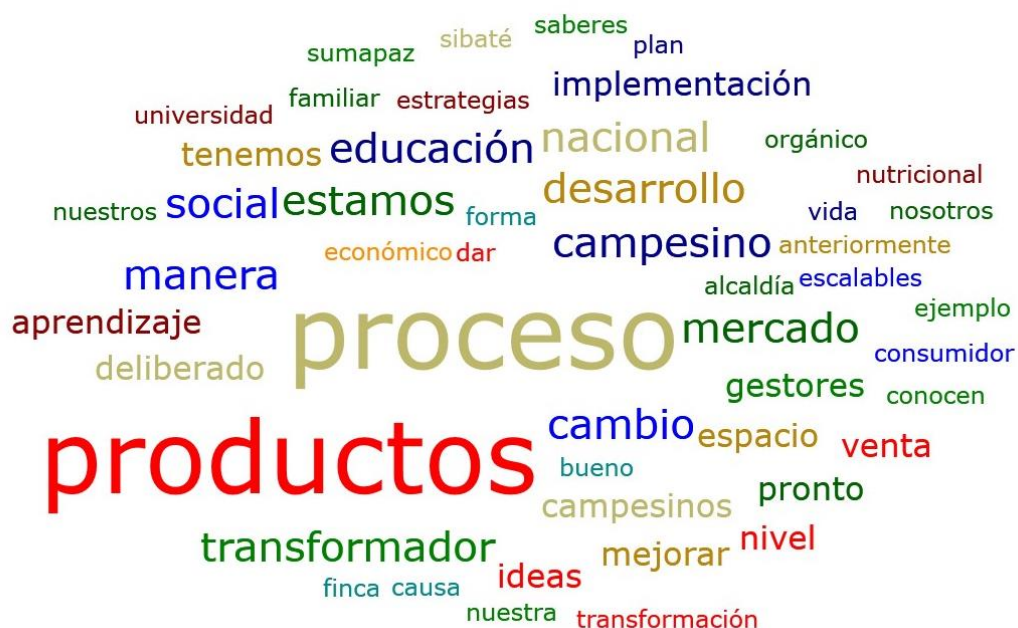 saberes
sibaté
plan
sumapaz
implementación
familiar
estrategias
universidad
nacional
orgánico
educación
tenemos
nutricional
desarrollo
social
estamos
vida
nosotros
nuestros
forma
campesino
anteriormente
económico
dar
manera
alcaldía
escalables
ejemplo
aprendizaje
proceso
mercado
consumidor
deliberado
gestores
conocen
cambio
espacio
venta
productos
bueno
pronto
campesinos
nivel
transformador
mejorar
ideas
finca
causa
nuestra
transformación